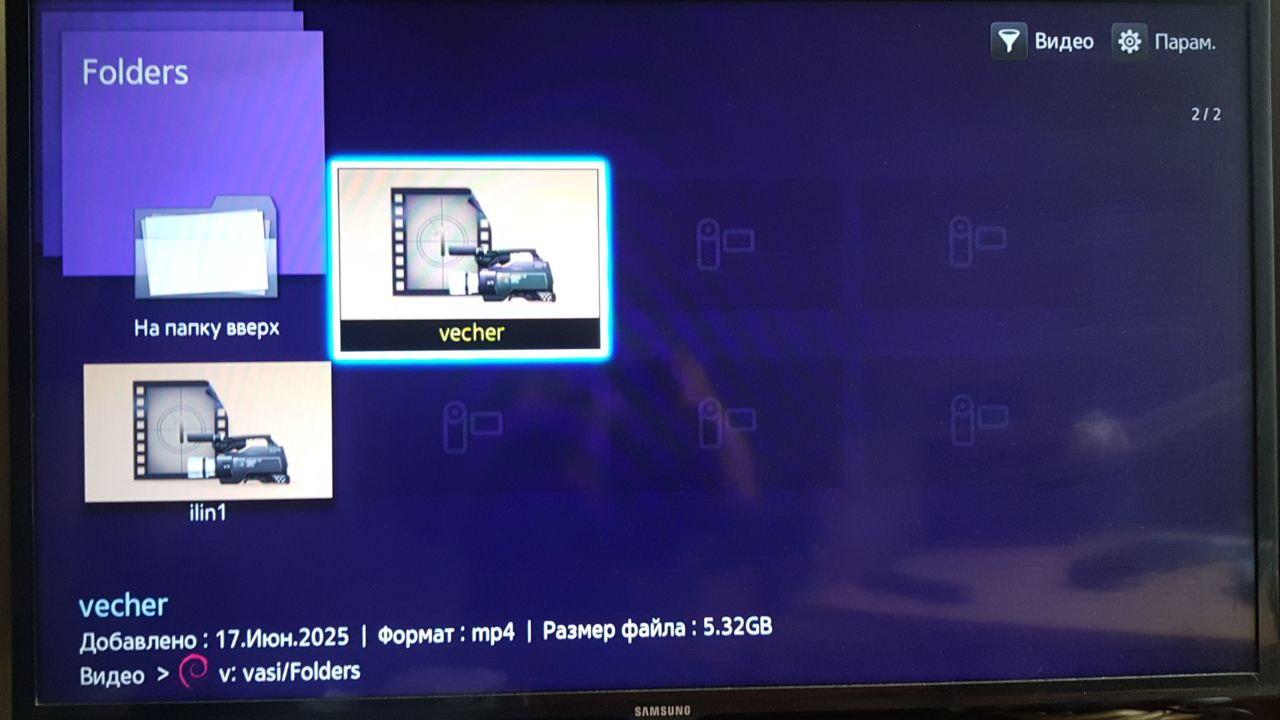 Folders
Видео
Парам.
2 / 2
На папку вверх
vecher
ilin1
vecher
Добавлено : 17.Июн.2025 | Формат : mp4 | Размер файла : 5.32GB
Видео > v: vasi/Folders
SAMSUNG